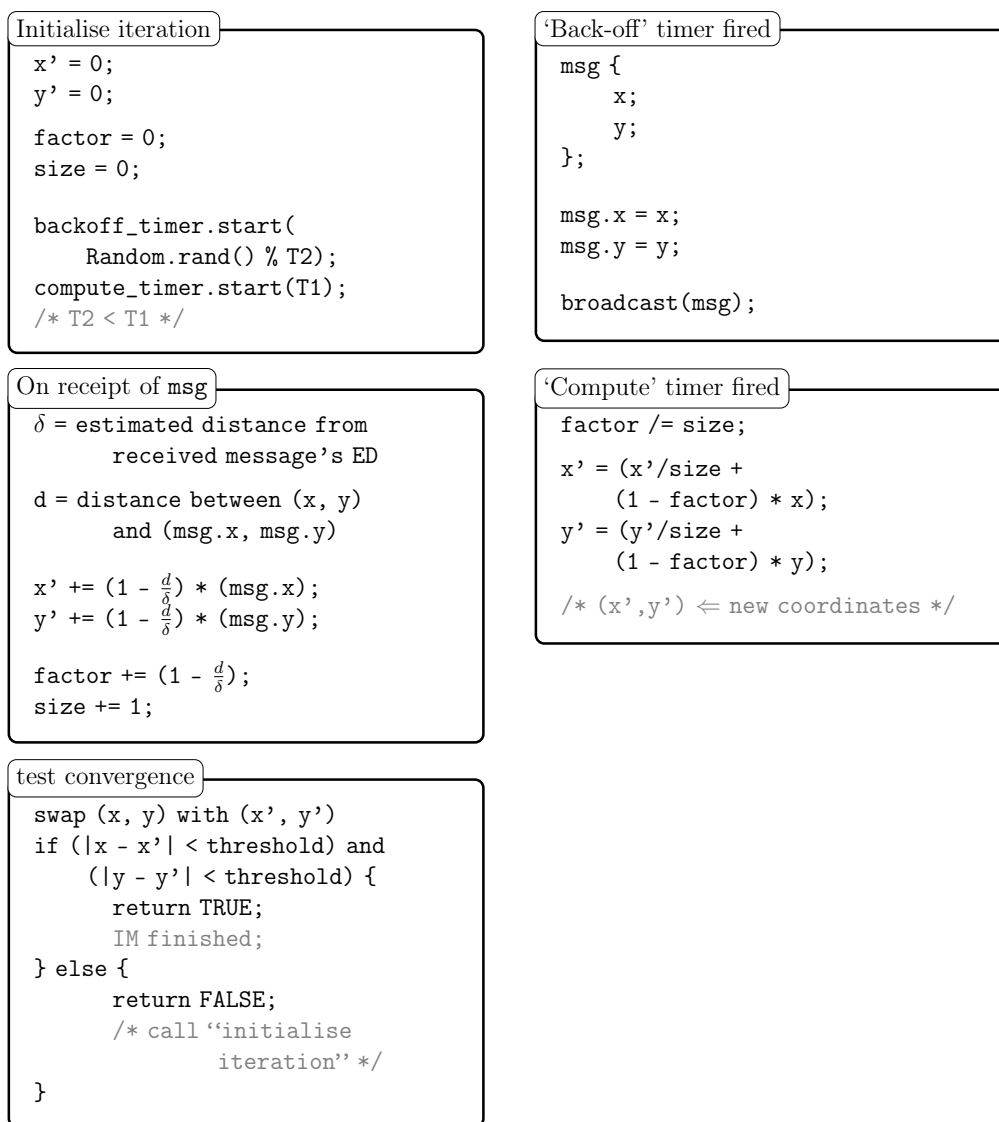 Initialise iteration
x’ = 0;
y’ = 0;
factor = 0;
size = 0;
backoff_timer.start(
Random.rand() % T2);
compute_timer.start(T1);
/* T2 < T1 */
‘Back-off’ timer fired
msg {
x;
y;
};
msg.x = x;
msg.y = y;
broadcast(msg);
On receipt of msg
δ = estimated distance from
received message’s ED
d = distance between (x, y)
and (msg.x, msg.y)
x’ += (1 - d/δ) * (msg.x);
y’ += (1 - d/δ) * (msg.y);
factor += (1 - d/δ);
size += 1;
‘Compute’ timer fired
factor /= size;
x’ = (x’/size +
(1 - factor) * x);
y’ = (y’/size +
(1 - factor) * y);
/* (x’,y’) ⇐ new coordinates */
test convergence
swap (x, y) with (x’, y’)
if (|x - x’| < threshold) and
(|y - y’| < threshold) {
return TRUE;
IM finished;
} else {
return FALSE;
/* call “initialise
iteration” */
}